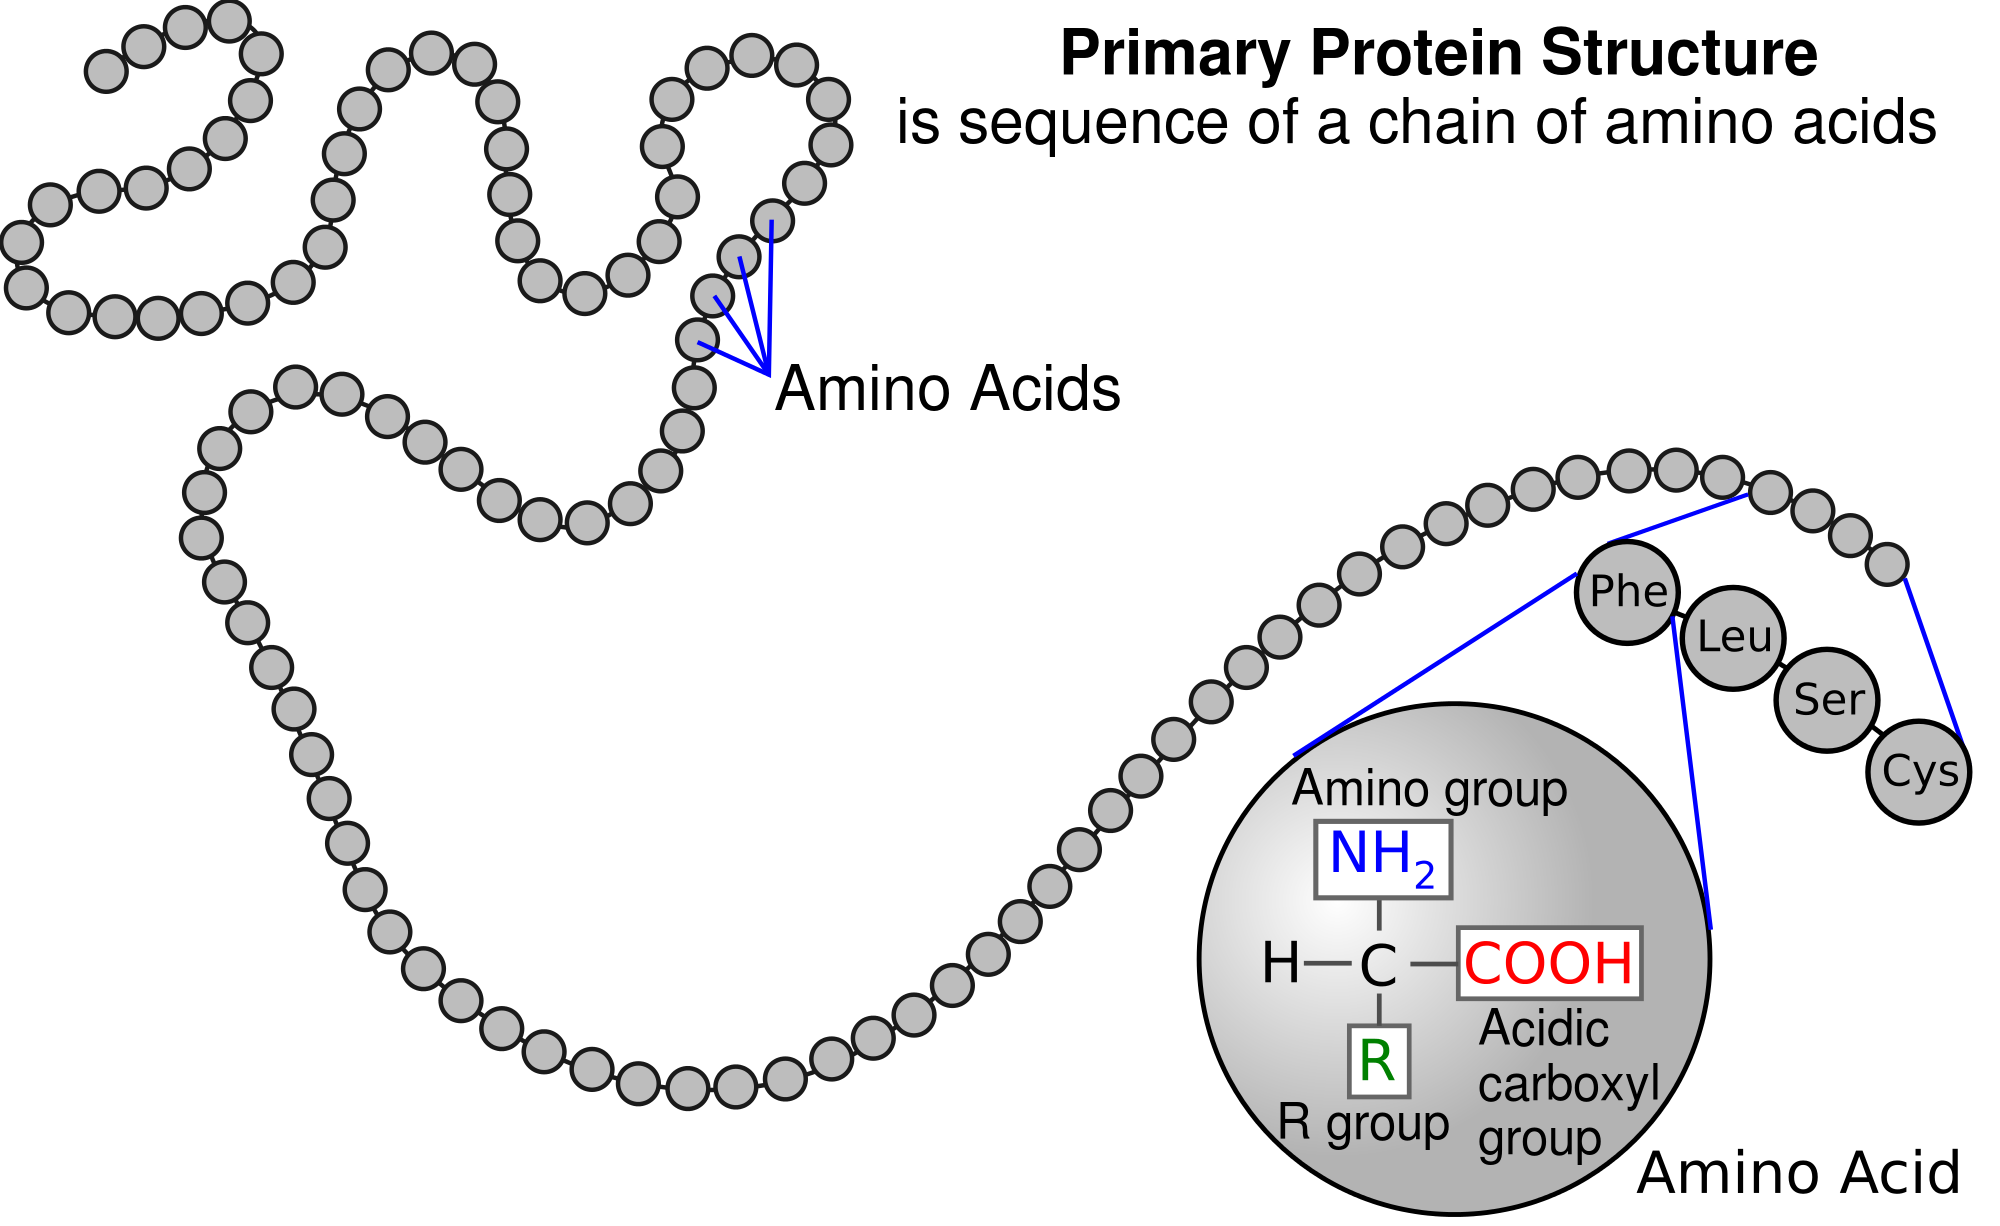 Primary Protein Structure
is sequence of a chain of amino acids
Amino Acids
Phe
Leu
Ser
Cys
Amino group
NH₂
H C COOH
R
R group
Acidic
carboxyl
group
Amino Acid